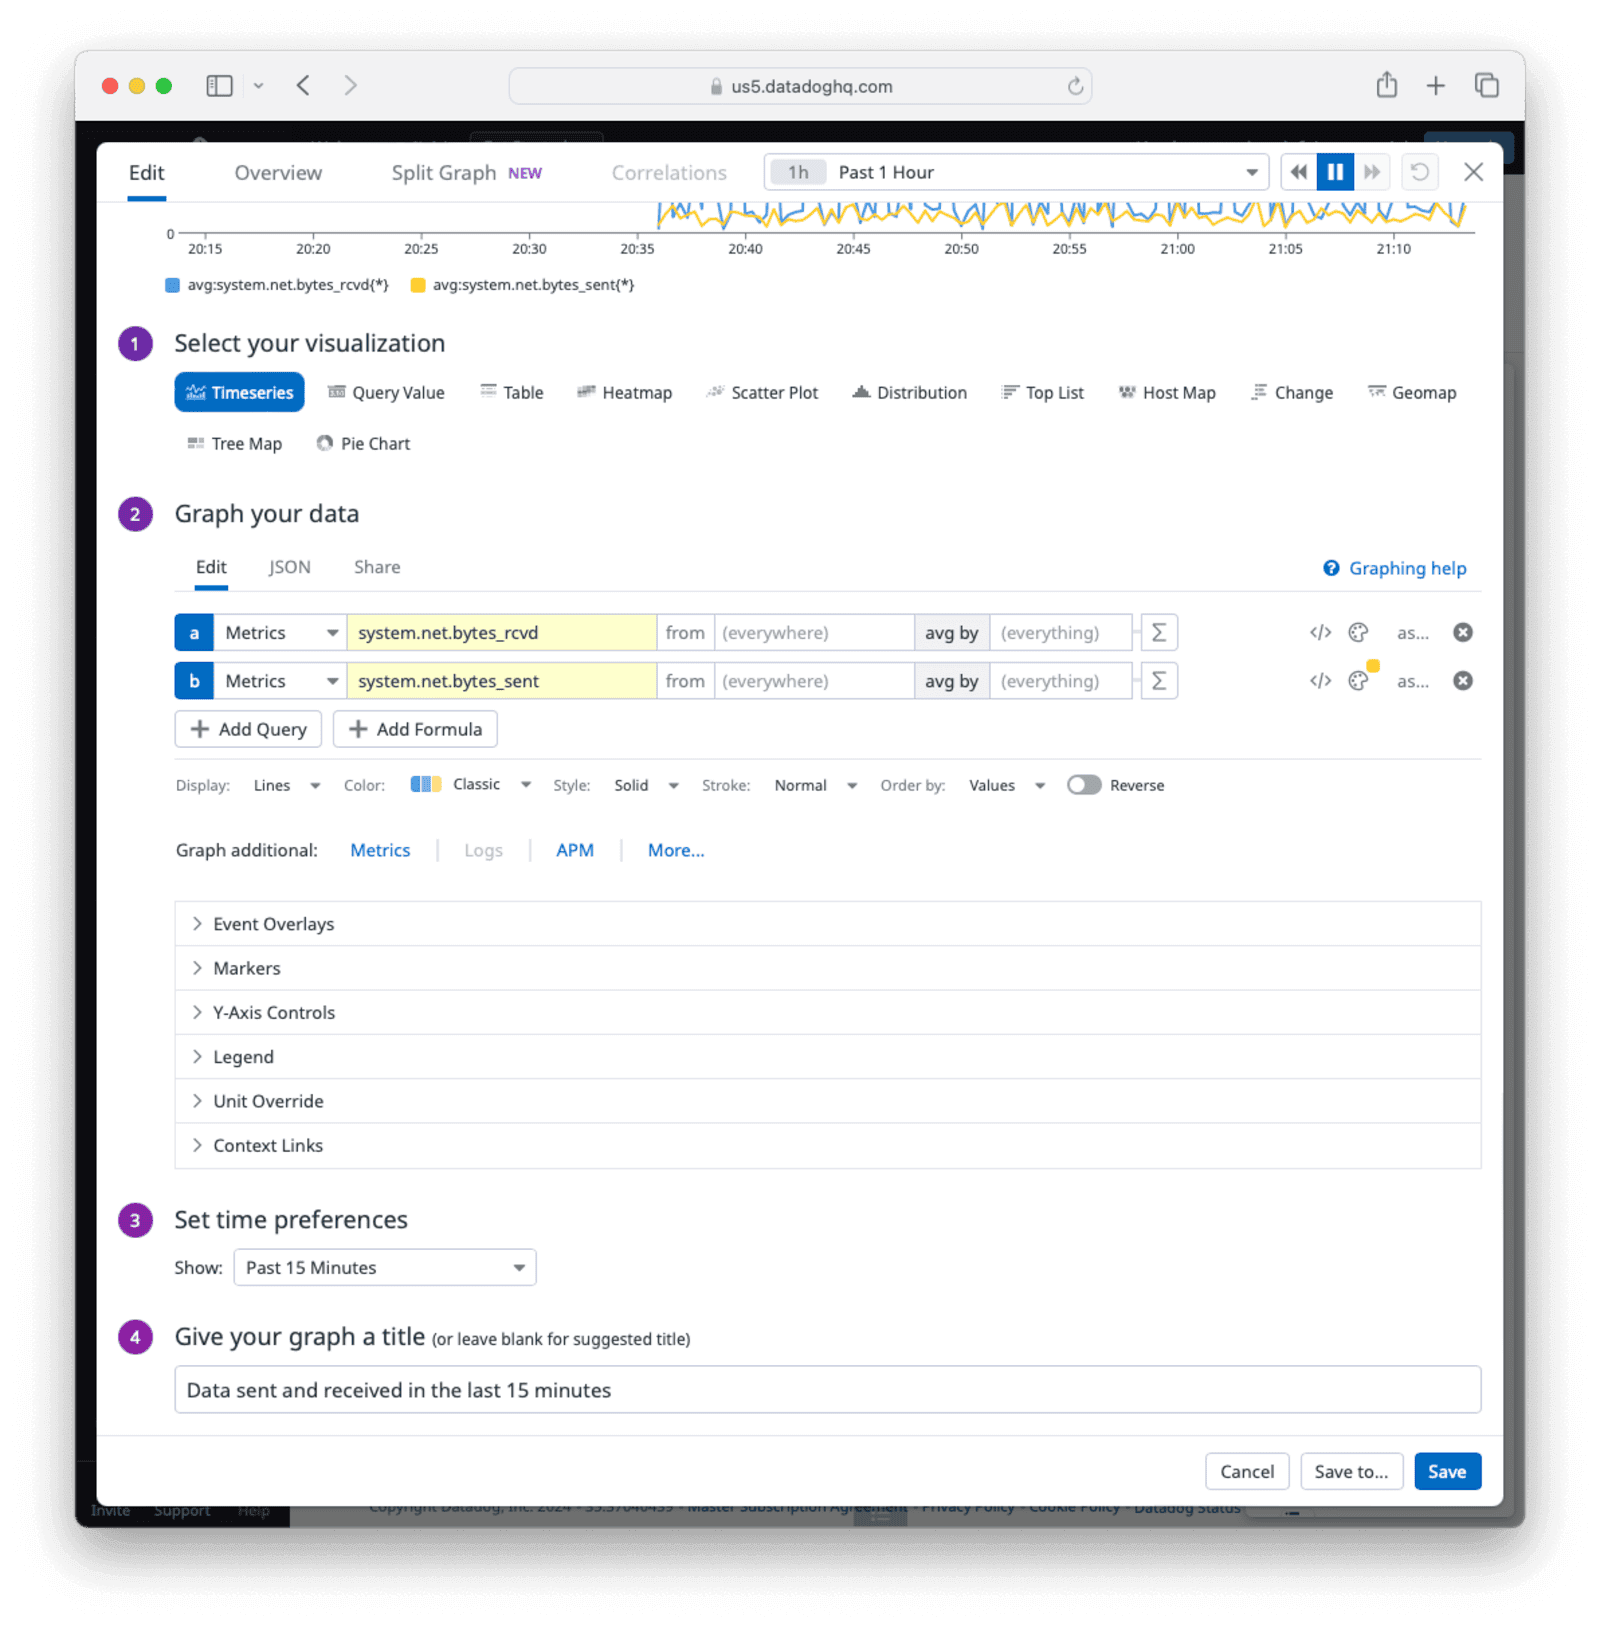 us5.datadoghq.com
Edit Overview Split Graph NEW Correlations 1h Past 1 Hour
0
20:15 20:20 20:25 20:30 20:35 20:40 20:45 20:50 20:55 21:00 21:05 21:10
avg:system.net.bytes_rcvd{*} avg:system.net.bytes_sent{*}
1 Select your visualization
Timeseries Query Value Table Heatmap Scatter Plot Distribution Top List Host Map Change Geomap
Tree Map Pie Chart
2 Graph your data
Edit JSON Share Graphing help
a Metrics system.net.bytes_rcvd from (everywhere) avg by (everything) Σ </> as...
b Metrics system.net.bytes_sent from (everywhere) avg by (everything) Σ </> as...
+ Add Query + Add Formula
Display: Lines Color: Classic Style: Solid Stroke: Normal Order by: Values Reverse
Graph additional: Metrics | Logs | APM | More...
Event Overlays
Markers
Y-Axis Controls
Legend
Unit Override
Context Links
3 Set time preferences
Show: Past 15 Minutes
4 Give your graph a title (or leave blank for suggested title)
Data sent and received in the last 15 minutes
Cancel Save to... Save
Invite Support Help Copyright Datadog, Inc. 2024 - Master Subscription Agreement - Privacy Policy - Cookie Policy - Datadog Status